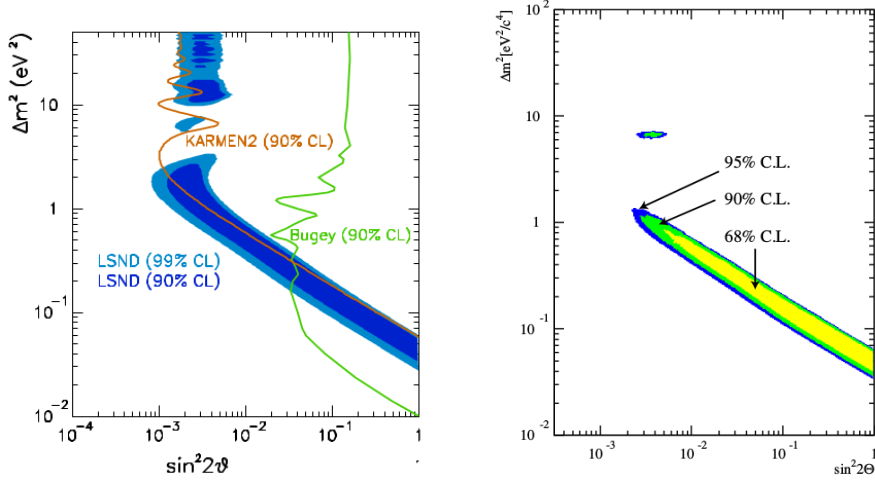 Δm² (eV²)
10
1
10⁻¹
10⁻²
KARMEN2 (90% CL)
Bugey (90% CL)
LSND (99% CL)
LSND (90% CL)
10⁻⁴
10⁻³
10⁻²
10⁻¹
1
sin²2ϑ
Δm²[eV²/c⁴]
10²
10
1
10⁻¹
10⁻²
95% C.L.
90% C.L.
68% C.L.
10⁻³
10⁻²
10⁻¹
1
sin²2Θ